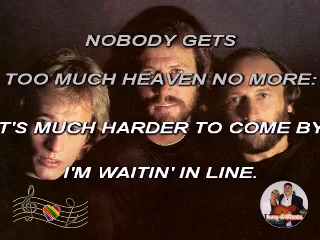 NOBODY GETS
TOO MUCH HEAVEN NO MORE:
T'S MUCH HARDER TO COME BY
I'M WAITIN' IN LINE.